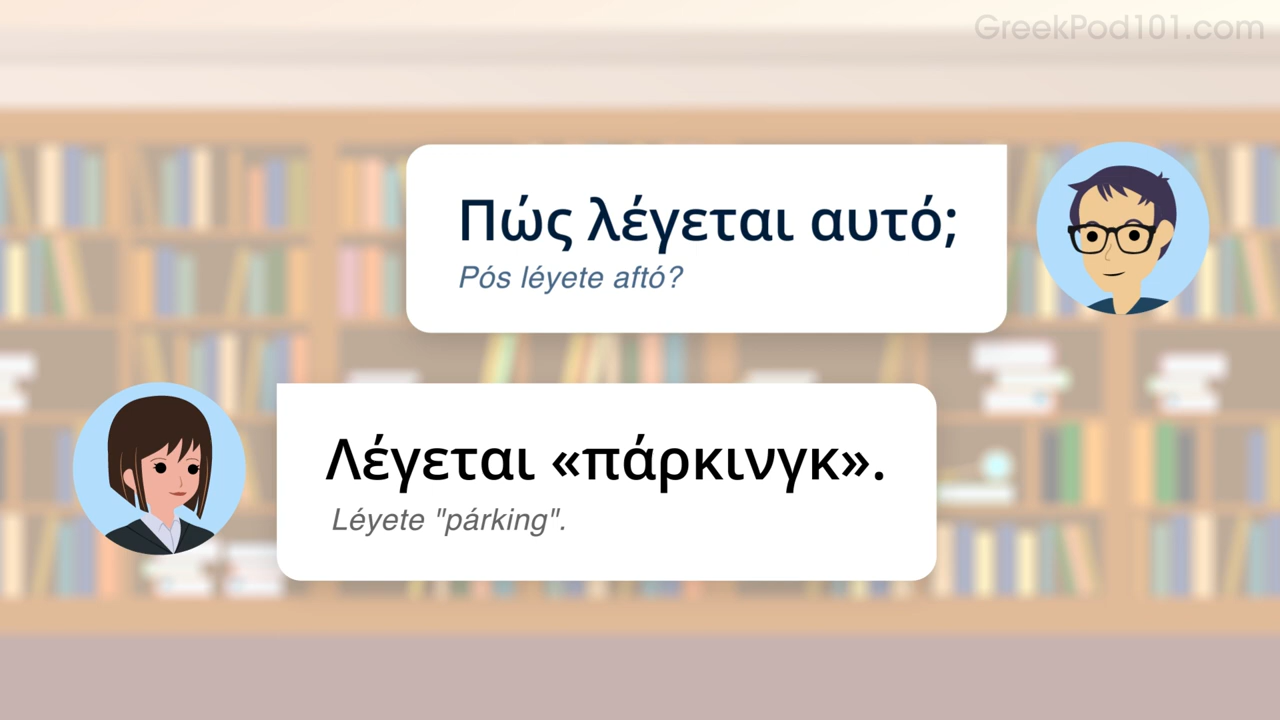 GreekPod101.com
Πώς λέγεται αυτό;
Pós léyete aftó?
Λέγεται «πάρκινγκ».
Léyete "párking".